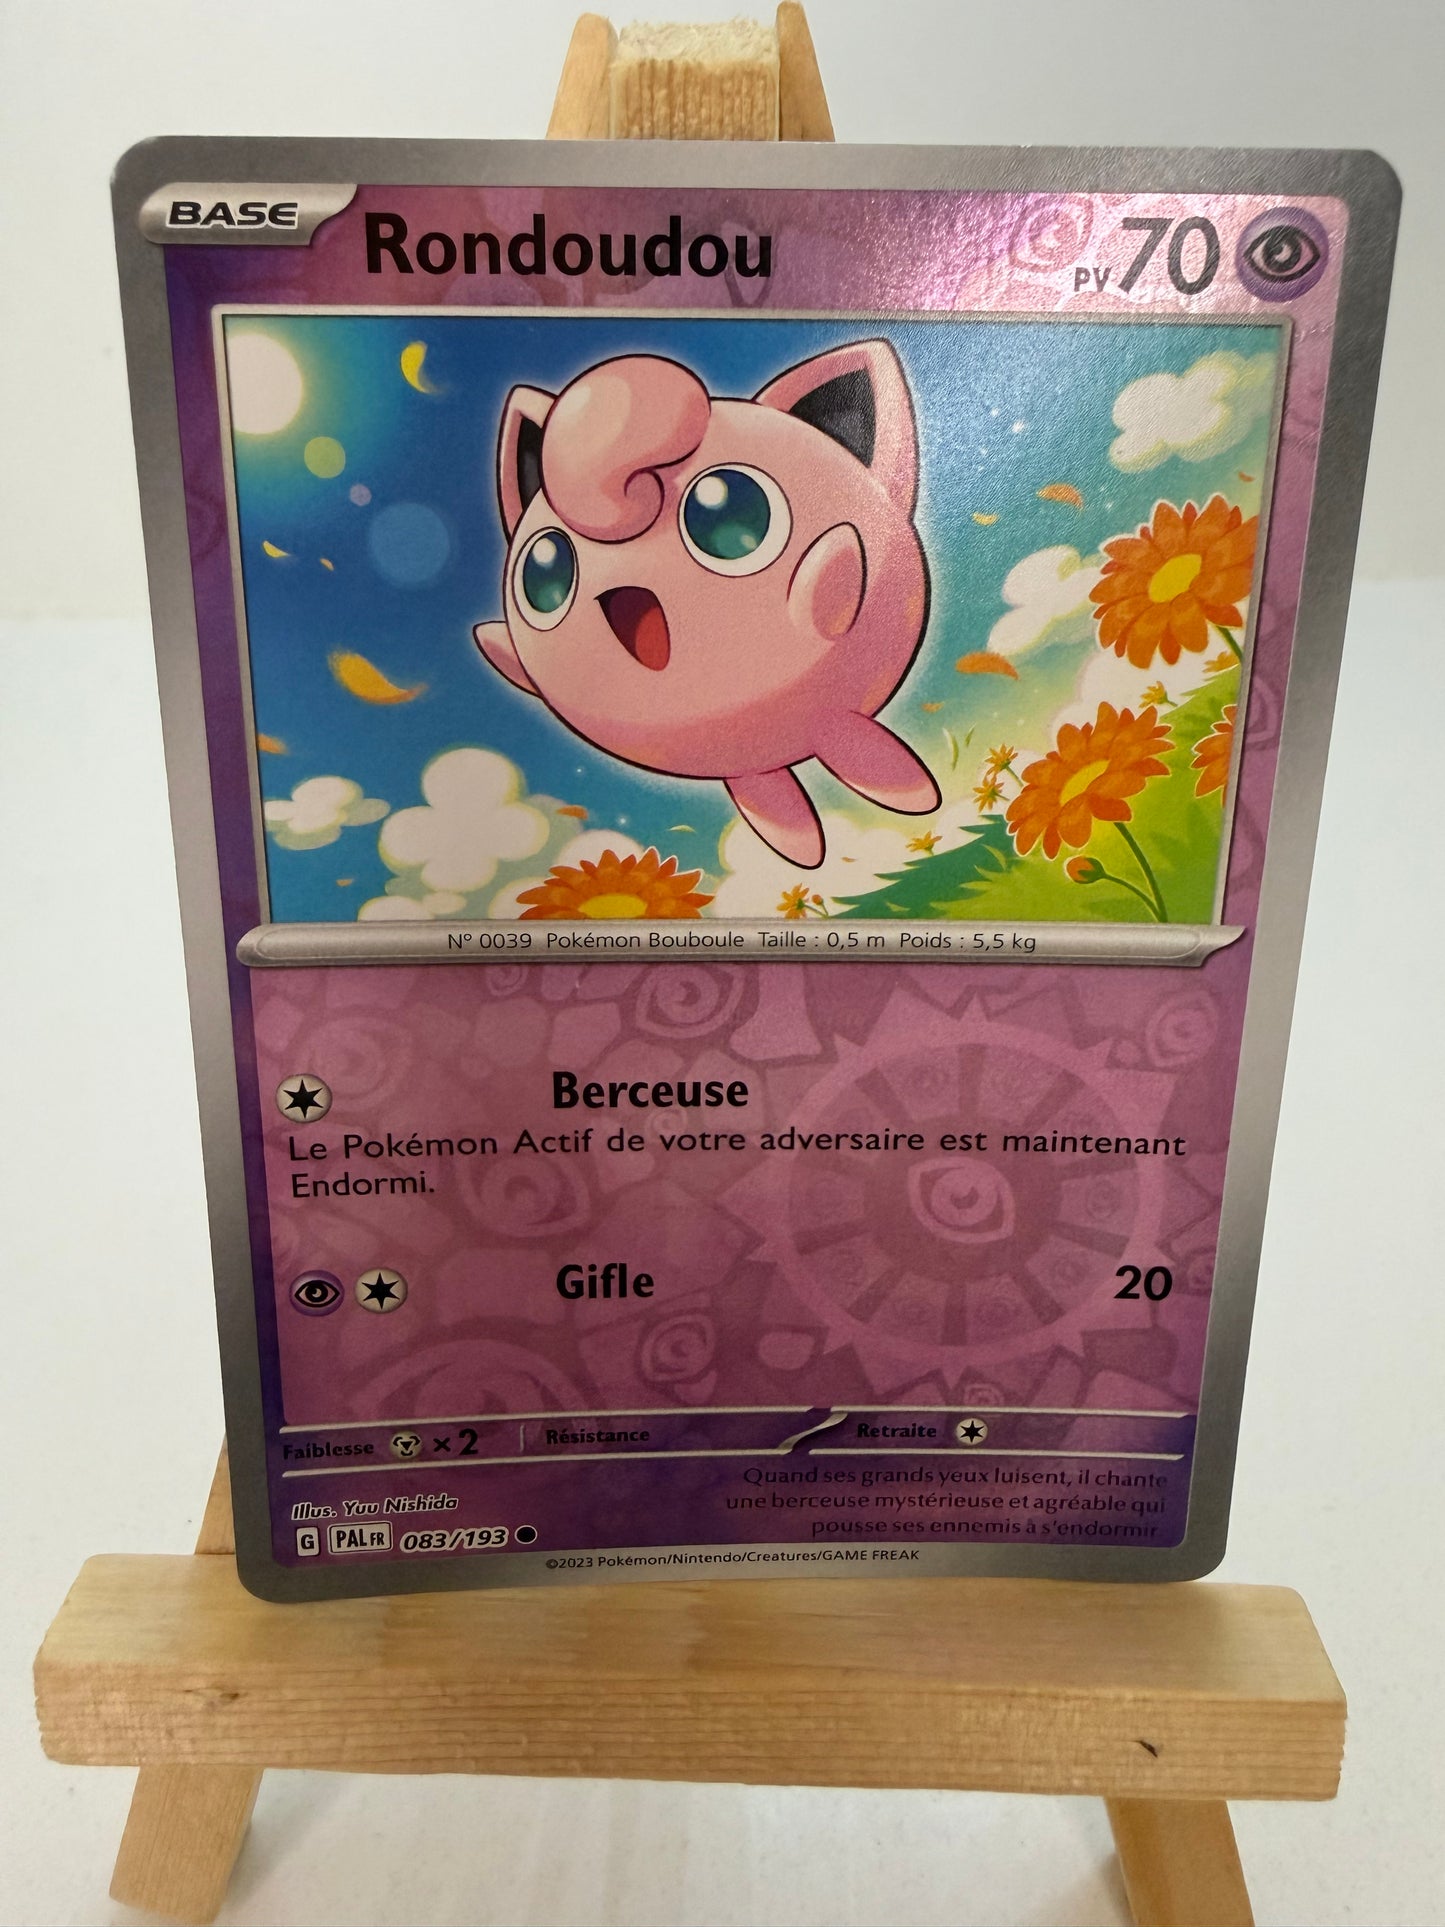 BASE Rondoudou PV 70
N° 0039 Pokémon Bouboule Taille : 0,5 m Poids : 5,5 kg
Berceuse
Le Pokémon Actif de votre adversaire est maintenant
Endormi.
Gifle 20
Faiblesse ×2 Résistance Retraite
Quand ses grands yeux luisent, il chante
une berceuse mystérieuse et agréable qui
pousse ses ennemis à s'endormir.
Illus. Yuu Nishida
G PAL FR 083/193
©2023 Pokémon/Nintendo/Creatures/GAME FREAK